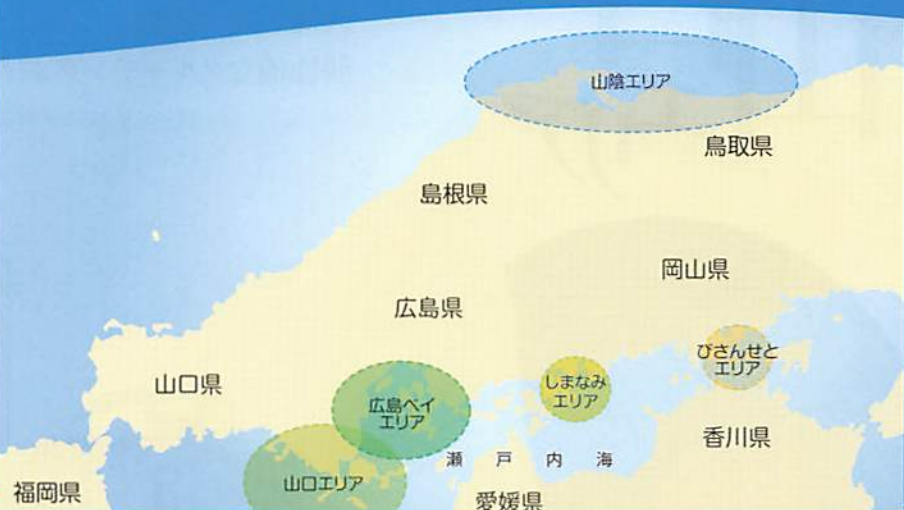 山陰エリア
鳥取県
島根県
岡山県
広島県
びさんせと
エリア
山口県
しまなみ
エリア
広島ベイ
エリア
香川県
瀬戸内海
山口エリア
福岡県
愛媛県